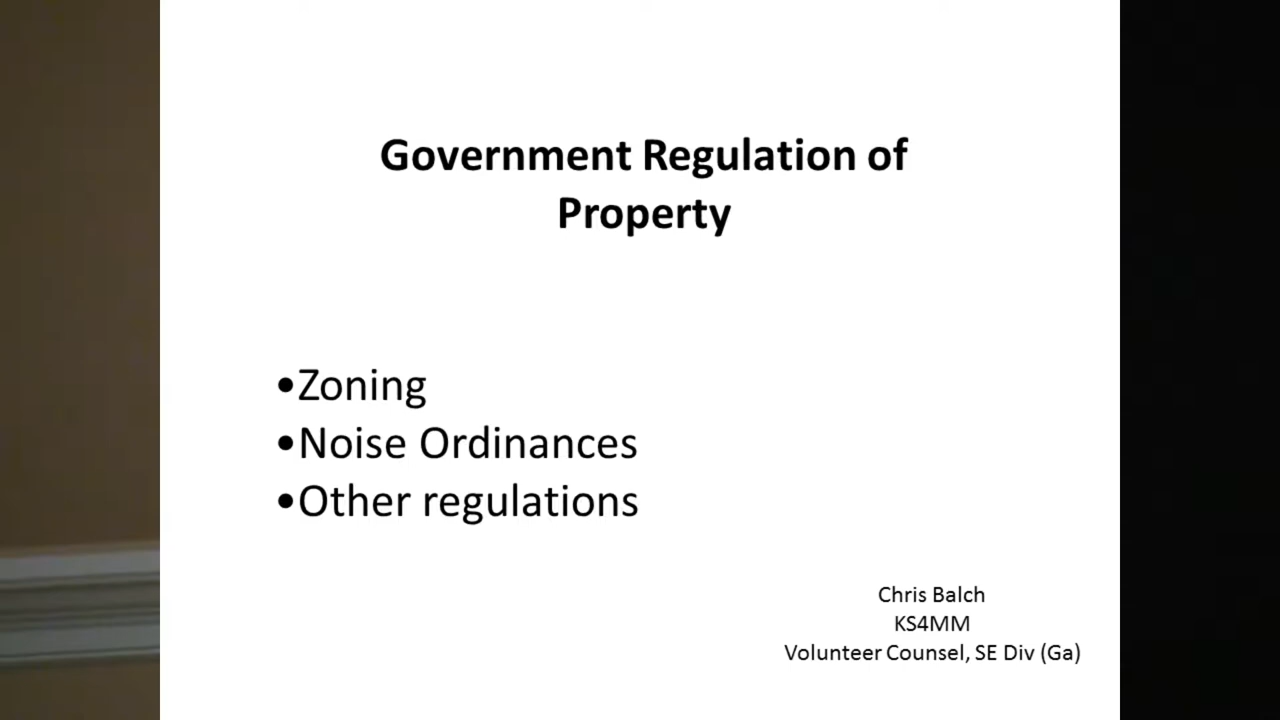 Government Regulation of
Property
•Zoning
•Noise Ordinances
•Other regulations
Chris Balch
KS4MM
Volunteer Counsel, SE Div (Ga)